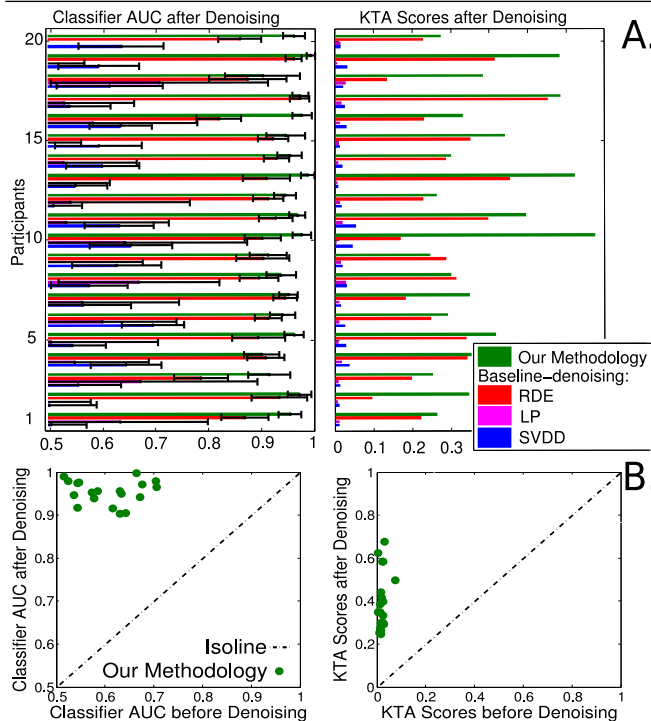 Classifier AUC after Denoising
KTA Scores after Denoising
A.
Participants
20
15
10
5
1
0.5 0.6 0.7 0.8 0.9 1
0 0.1 0.2 0.3
Our Methodology
Baseline-denoising:
RDE
LP
SVDD
B.
Classifier AUC after Denoising
1
0.9
0.8
0.7
0.6
0.5
Isoline
Our Methodology
0.5 0.6 0.7 0.8 0.9 1
Classifier AUC before Denoising
KTA Scores after Denoising
1
0.8
0.6
0.4
0.2
0
0 0.2 0.4 0.6 0.8 1
KTA Scores before Denoising